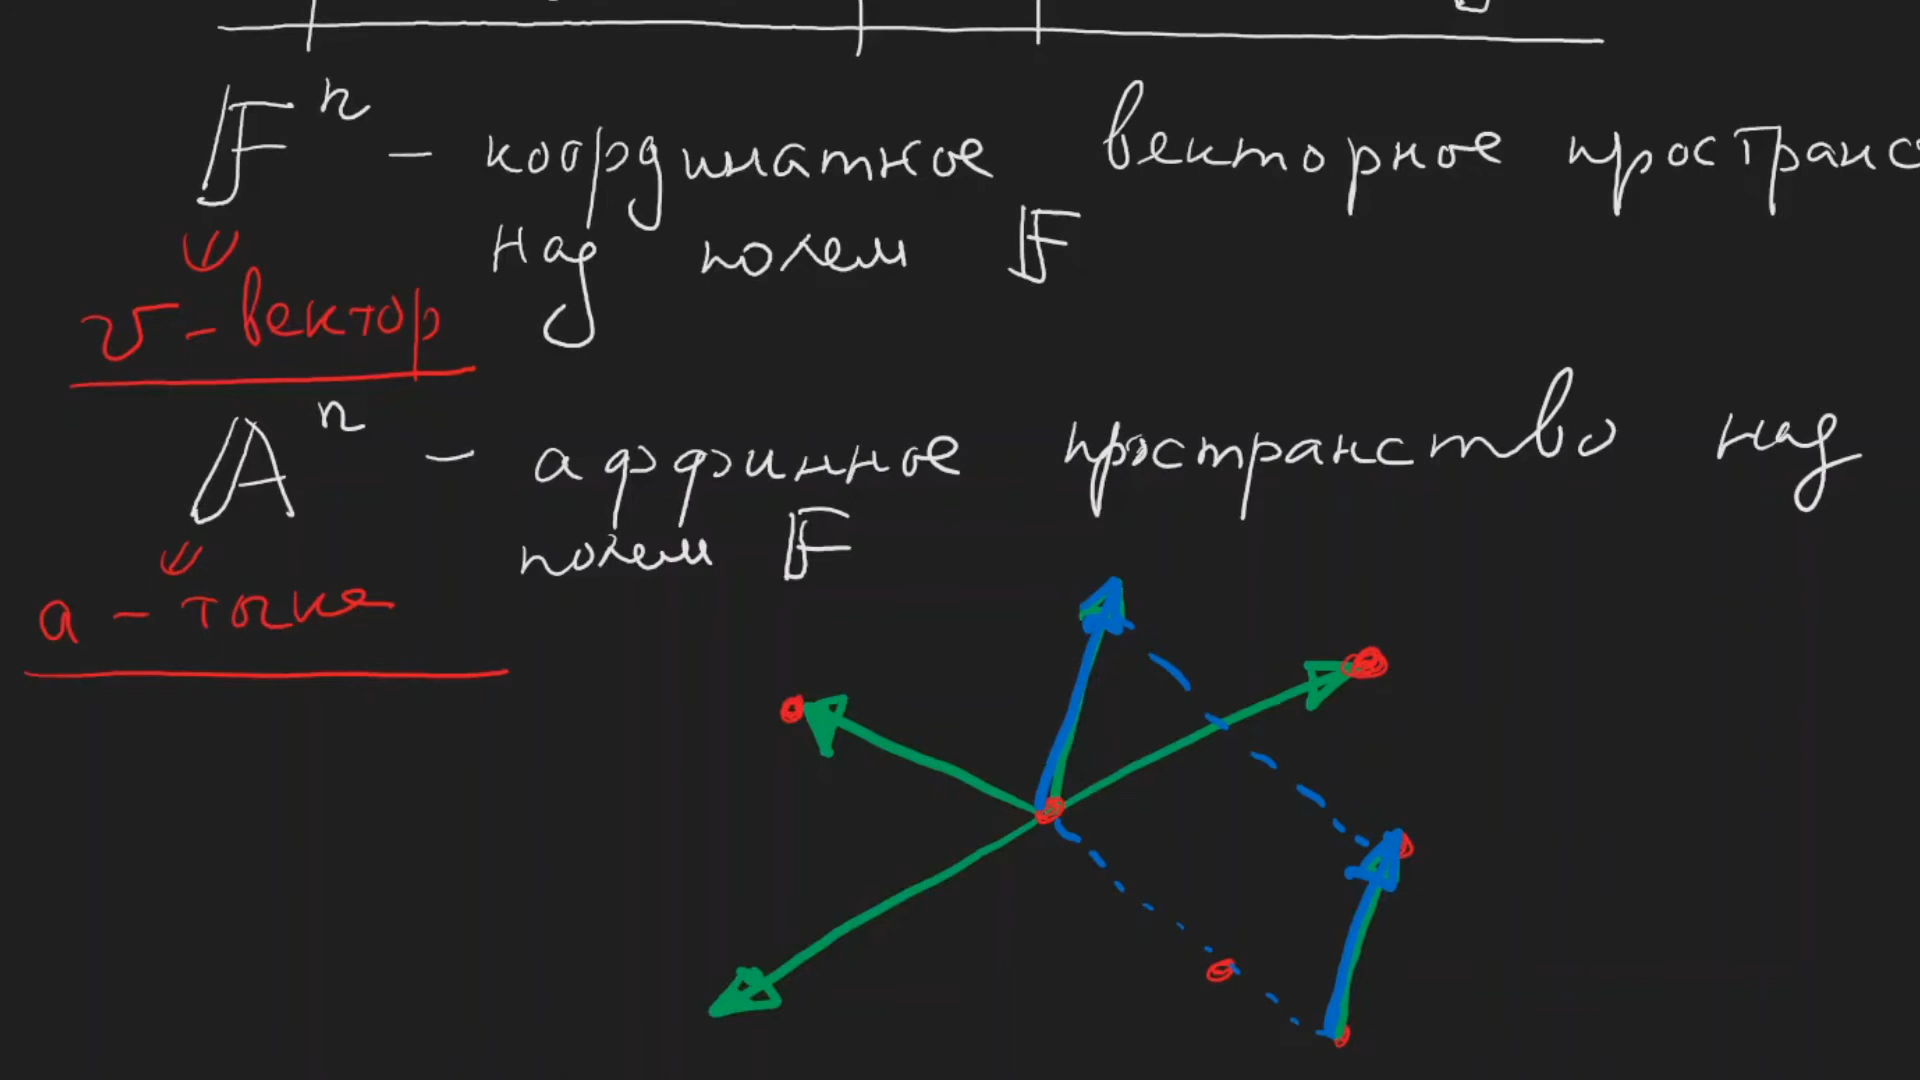 𝔽ⁿ – координатное векторное пространс
над полем 𝔽
v – вектор
𝔸ⁿ – аффинное пространство над
полем 𝔽
a – точка